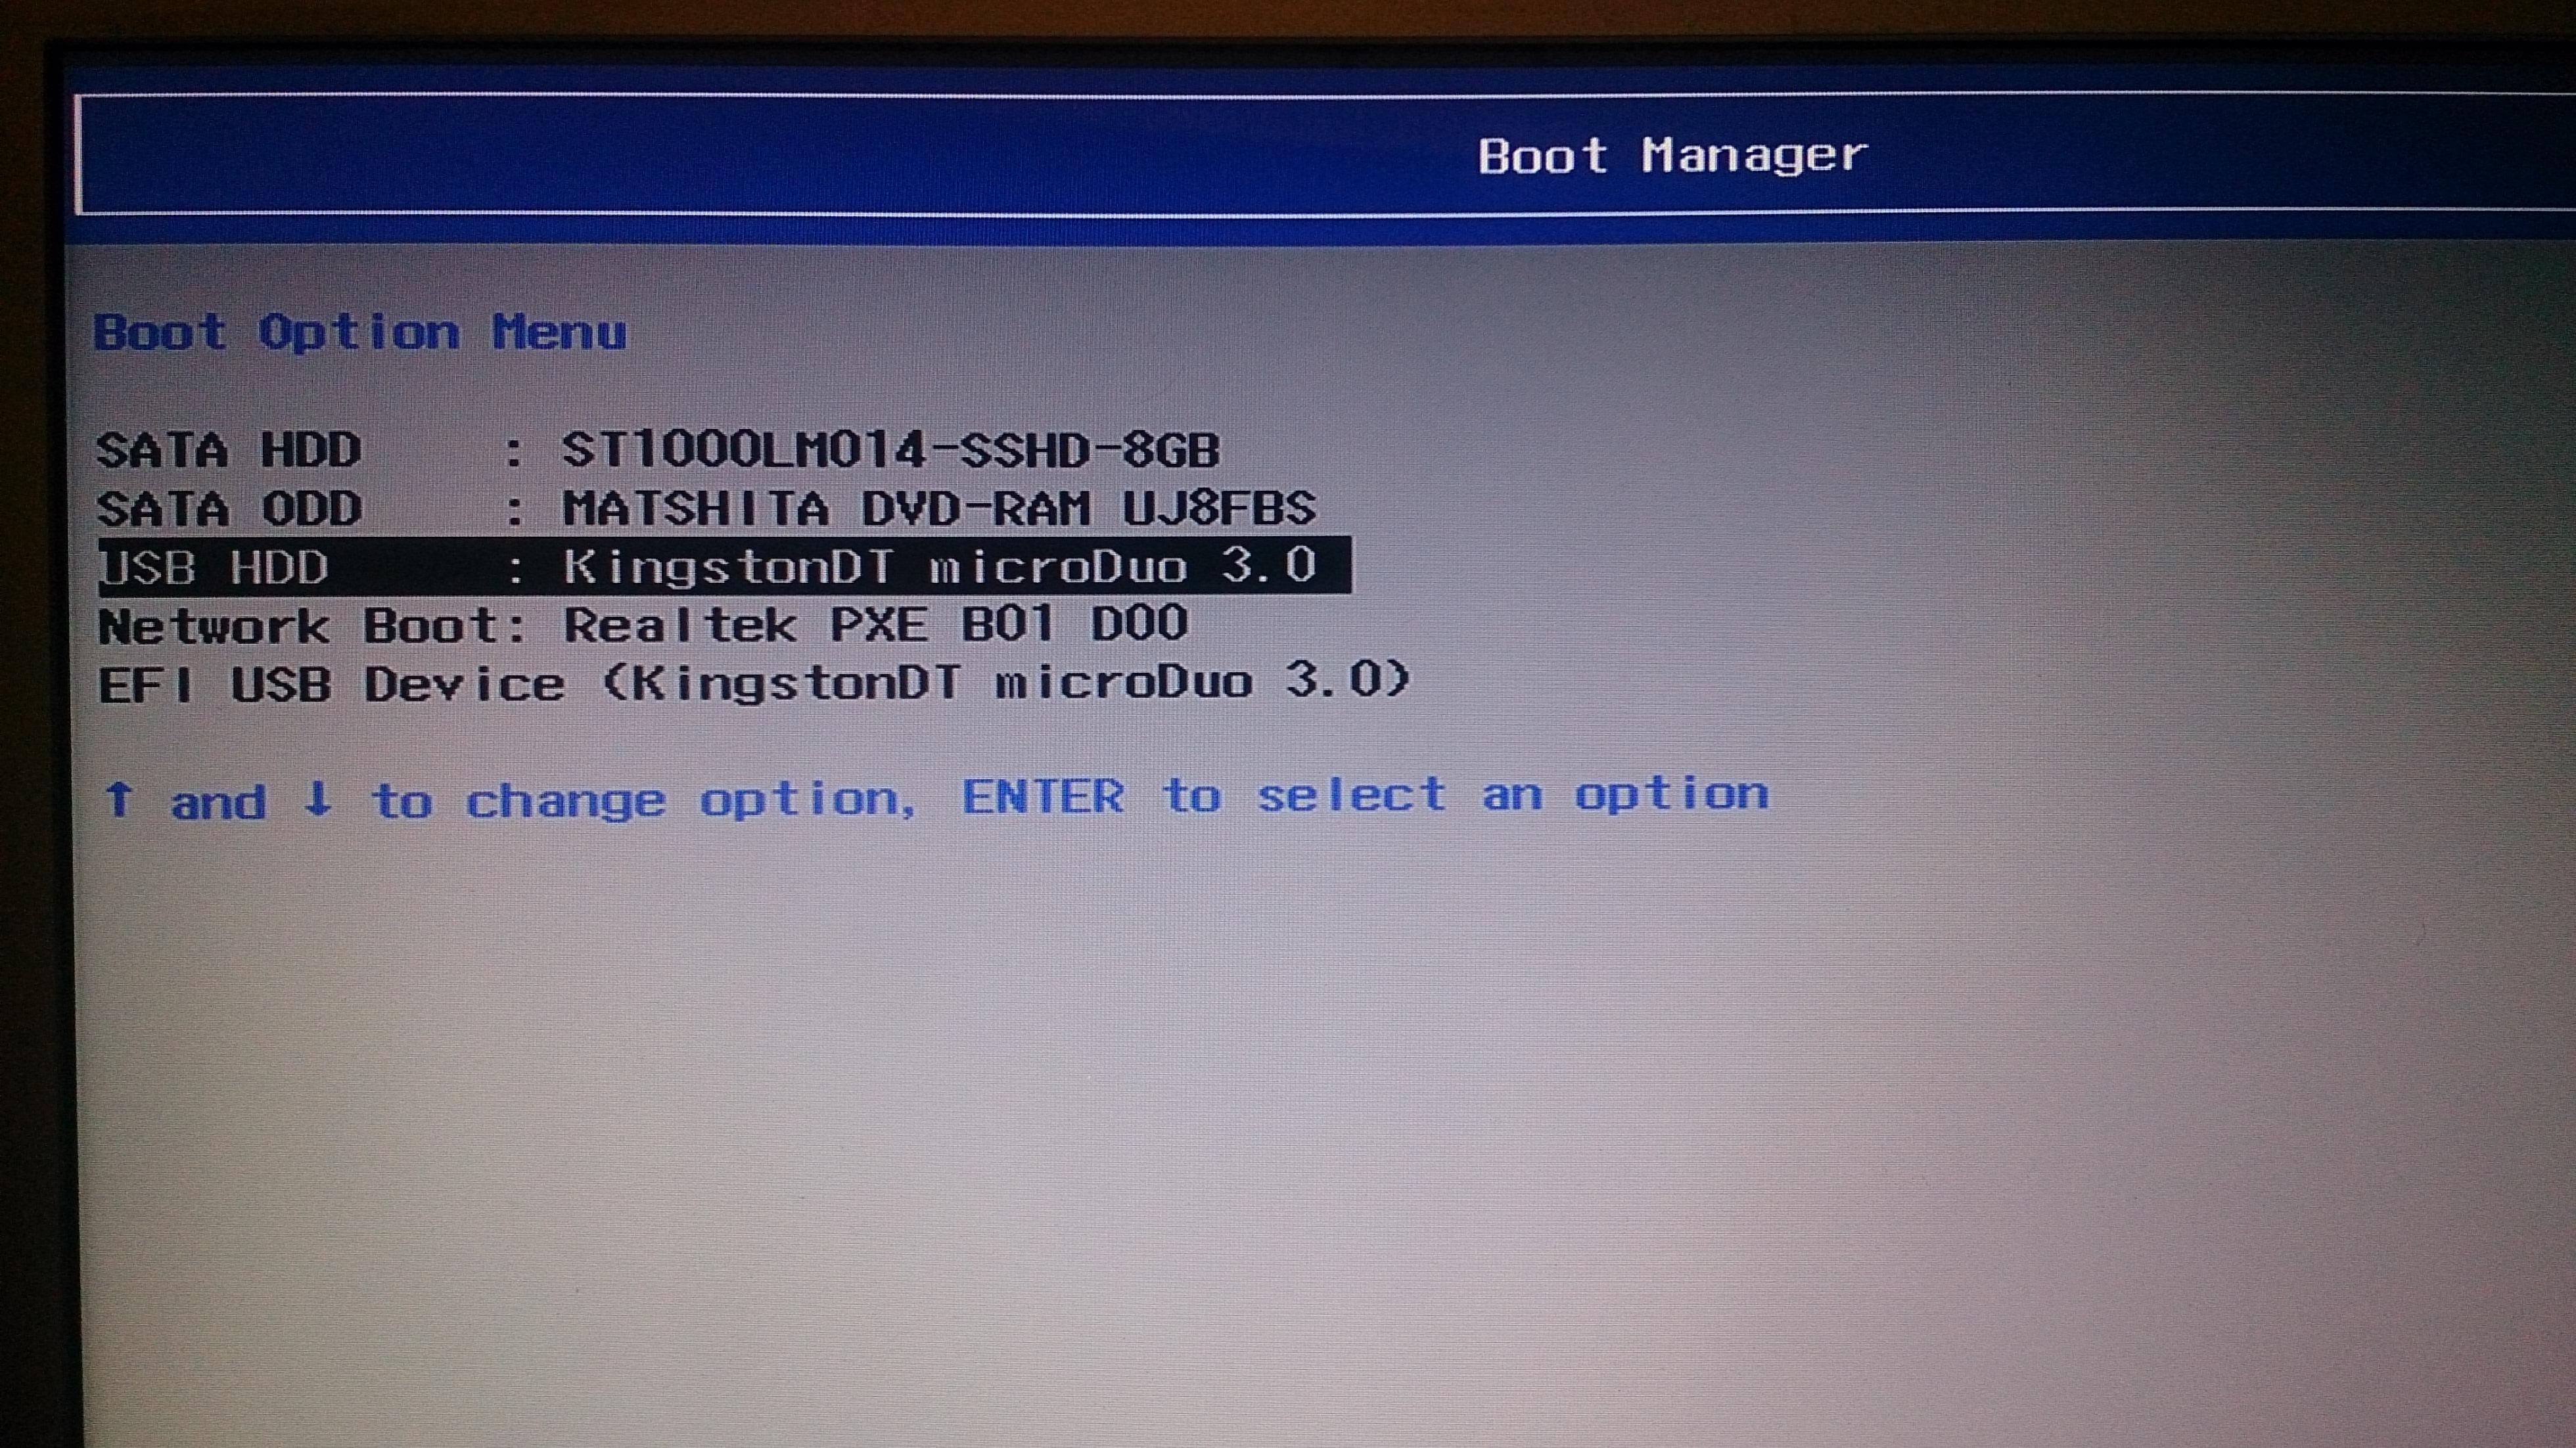 Boot Manager
Boot Option Menu
SATA HDD : ST1000LM014-SSHD-8GB
SATA ODD : MATSHITA DVD-RAM UJ8FBS
USB HDD : KingstonDT microDuo 3.0
Network Boot: Realtek PXE B01 D00
EFI USB Device (KingstonDT microDuo 3.0)
↑ and ↓ to change option, ENTER to select an option